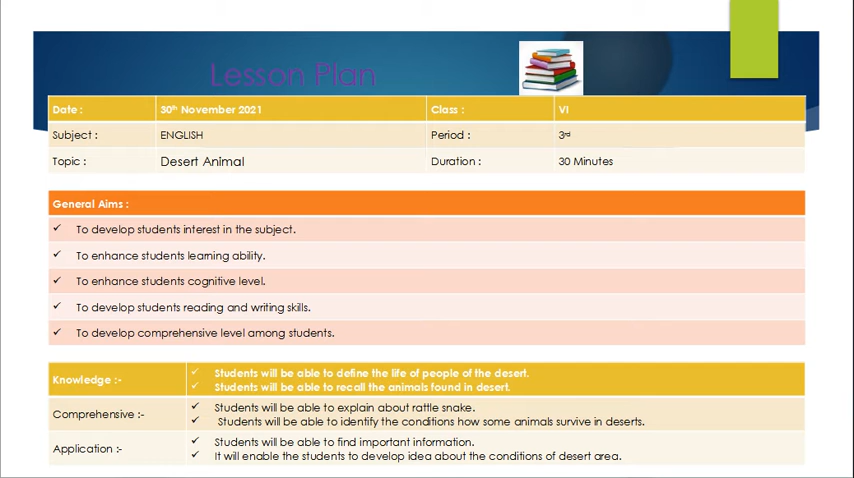 Lesson Plan
Date : 30th November 2021 Class : VI
Subject : ENGLISH Period : 3rd
Topic : Desert Animal Duration : 30 Minutes
General Aims :
✓ To develop students interest in the subject.
✓ To enhance students learning ability.
✓ To enhance students cognitive level.
✓ To develop students reading and writing skills.
✓ To develop comprehensive level among students.
Knowledge :-
✓ Students will be able to define the life of people of the desert.
✓ Students will be able to recall the animals found in desert.
Comprehensive :-
✓ Students will be able to explain about rattle snake.
✓ Students will be able to identify the conditions how some animals survive in deserts.
Application :-
✓ Students will be able to find important information.
✓ It will enable the students to develop idea about the conditions of desert area.